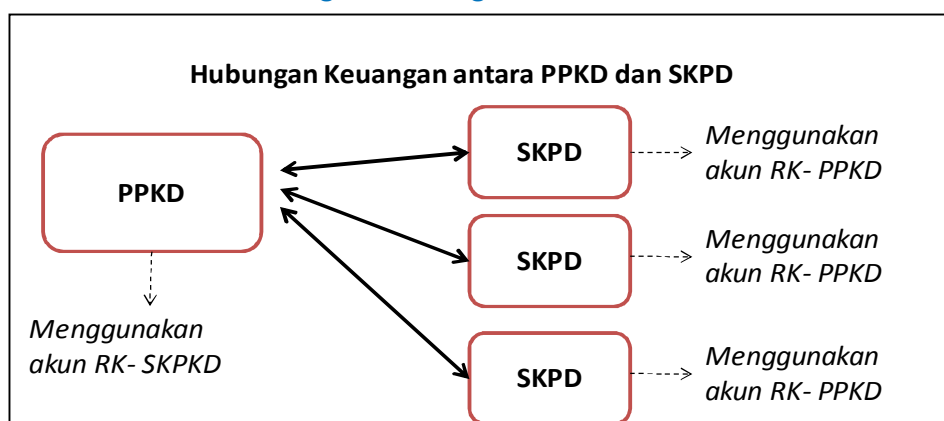 Hubungan Keuangan antara PPKD dan SKPD
PPKD
Menggunakan
akun RK- SKPKD
SKPD
Menggunakan
akun RK- PPKD
SKPD
Menggunakan
akun RK- PPKD
SKPD
Menggunakan
akun RK- PPKD